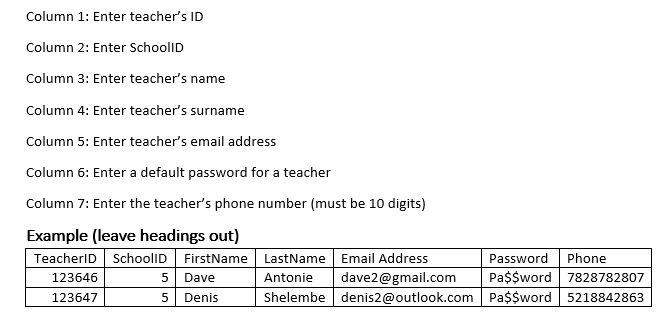 Column 1: Enter teacher's ID
Column 2: Enter SchoolID
Column 3: Enter teacher's name
Column 4: Enter teacher's surname
Column 5: Enter teacher's email address
Column 6: Enter a default password for a teacher
Column 7: Enter the teacher's phone number (must be 10 digits)
Example (leave headings out)
TeacherID SchoolID FirstName LastName Email Address Password Phone
123646 5 Dave Antonie dave2@gmail.com Pa$$word 7828782807
123647 5 Denis Shelembe denis2@outlook.com Pa$$word 5218842863